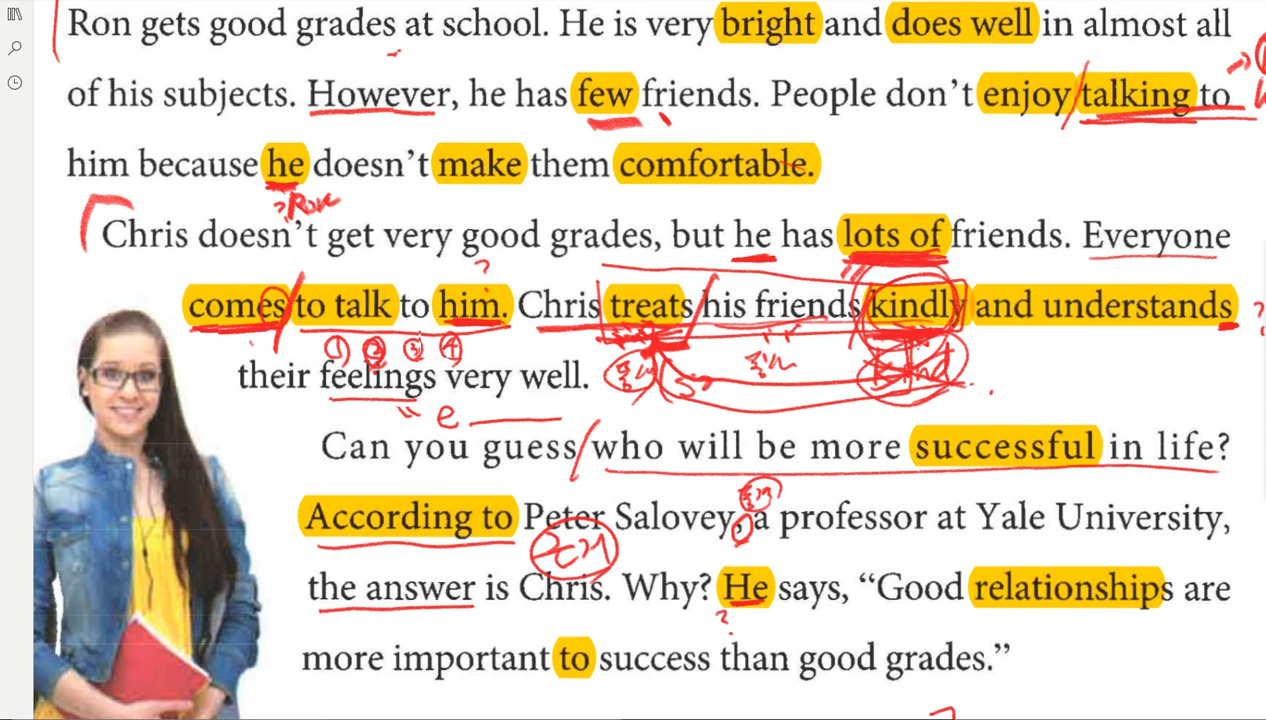 Ron gets good grades at school. He is very bright and does well in almost all
of his subjects. However, he has few friends. People don't enjoy talking to
him because he doesn't make them comfortable.
Ron
Chris doesn't get very good grades, but he has lots of friends. Everyone
?
comes to talk to him. Chris treats his friends kindly and understands
?
① ② ③ ④
their feelings very well.
e
Can you guess who will be more successful in life?
According to Peter Salovey, a professor at Yale University,
the answer is Chris. Why? He says, “Good relationships are
?
more important to success than good grades.”